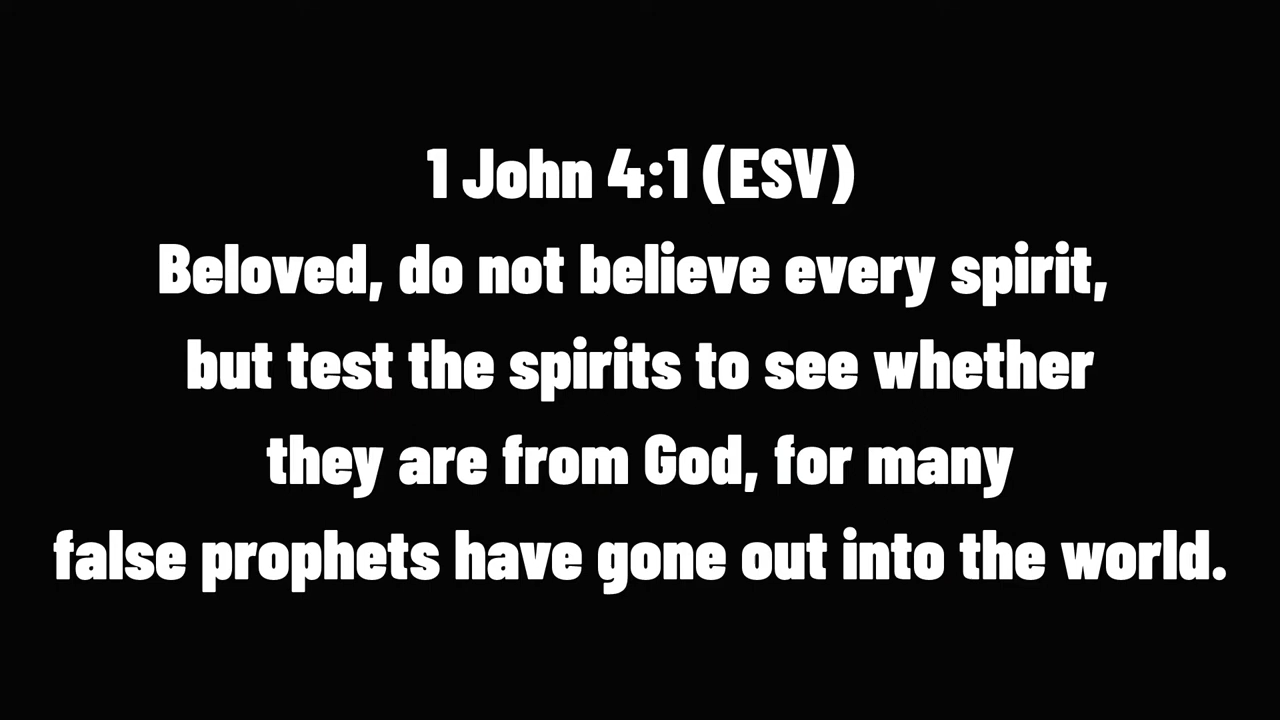 1 John 4:1 (ESV)
Beloved, do not believe every spirit,
but test the spirits to see whether
they are from God, for many
false prophets have gone out into the world.